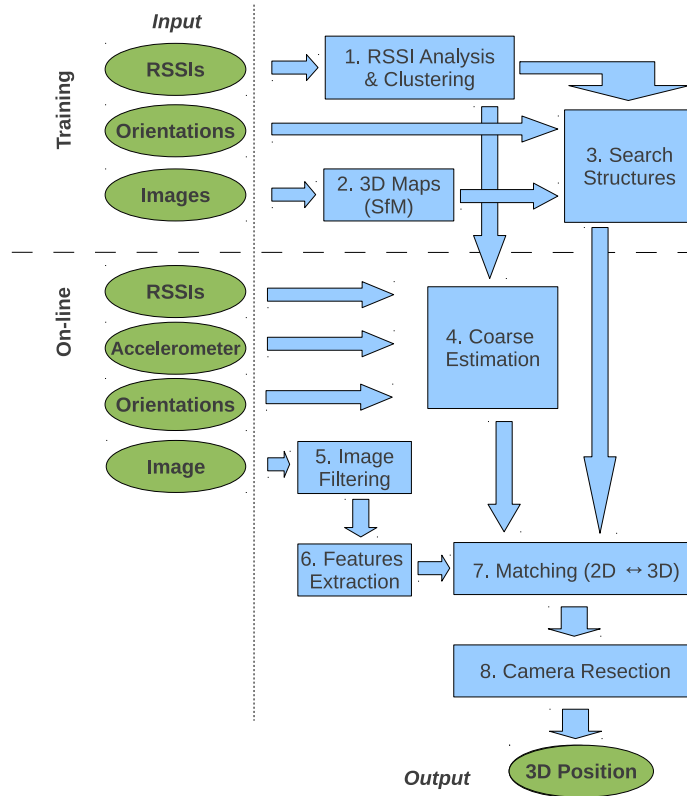 Input
Training
RSSIs
1. RSSI Analysis
& Clustering
Orientations
3. Search
Structures
Images
2. 3D Maps
(SfM)
On-line
RSSIs
Accelerometer
4. Coarse
Estimation
Orientations
Image
5. Image
Filtering
6. Features
Extraction
7. Matching (2D ↔ 3D)
8. Camera Resection
Output
3D Position